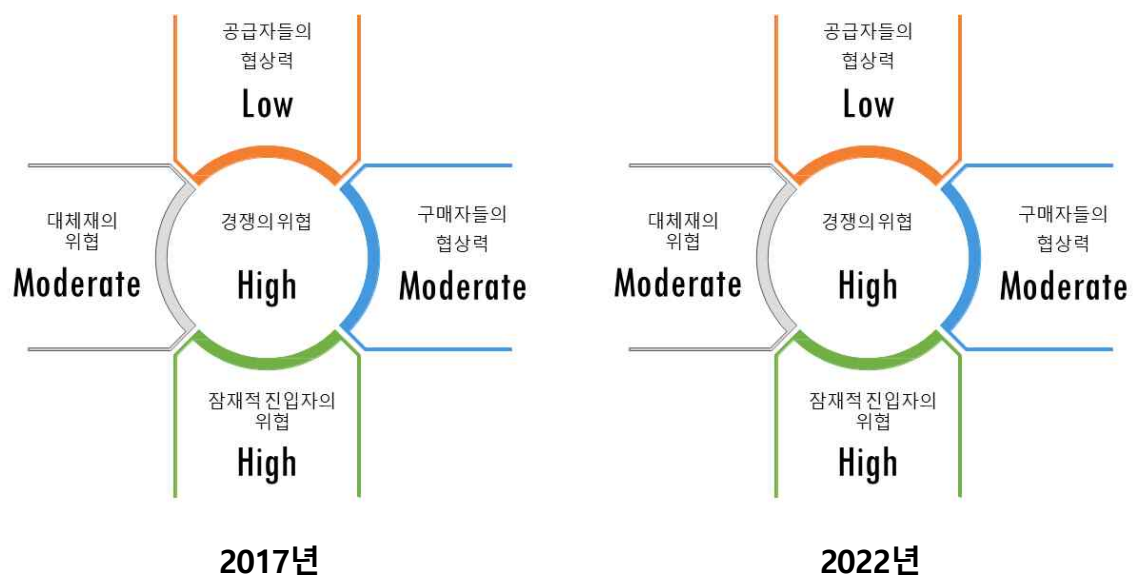 공급자들의
협상력
Low
대체재의
위협
Moderate
경쟁의 위협
High
구매자들의
협상력
Moderate
잠재적 진입자의
위협
High
2017년
공급자들의
협상력
Low
대체재의
위협
Moderate
경쟁의 위협
High
구매자들의
협상력
Moderate
잠재적 진입자의
위협
High
2022년